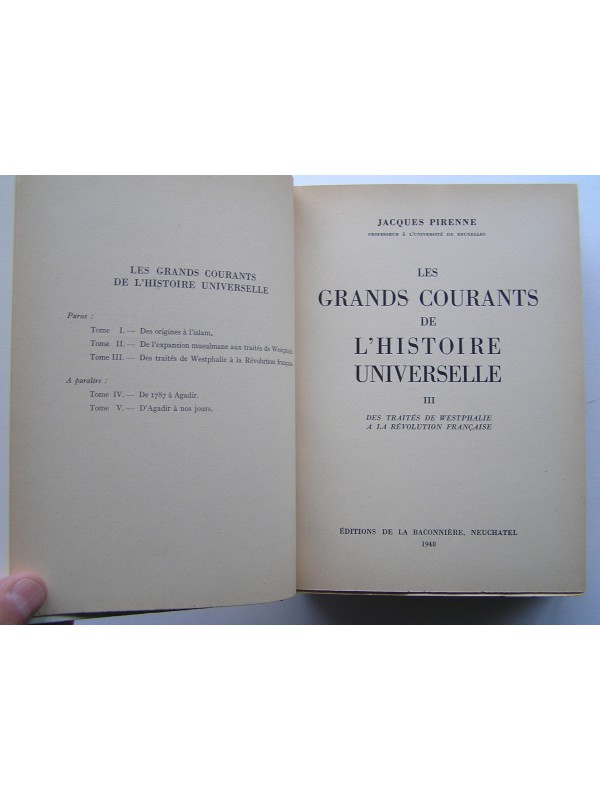 LES GRANDS COURANTS
DE L'HISTOIRE UNIVERSELLE
Parus :
Tome I. — Des origines à l'islam.
Tome II. — De l'expansion musulmane aux traités de Westphalie
Tome III. — Des traités de Westphalie à la Révolution français
A paraître :
Tome IV. — De 1787 à Agadir.
Tome V. — D'Agadir à nos jours.
JACQUES PIRENNE
PROFESSEUR À L'UNIVERSITÉ DE BRUXELLES
LES
GRANDS COURANTS
DE
L'HISTOIRE
UNIVERSELLE
III
DES TRAITÉS DE WESTPHALIE
A LA RÉVOLUTION FRANÇAISE
ÉDITIONS DE LA BACONNIÈRE, NEUCHATEL
1948